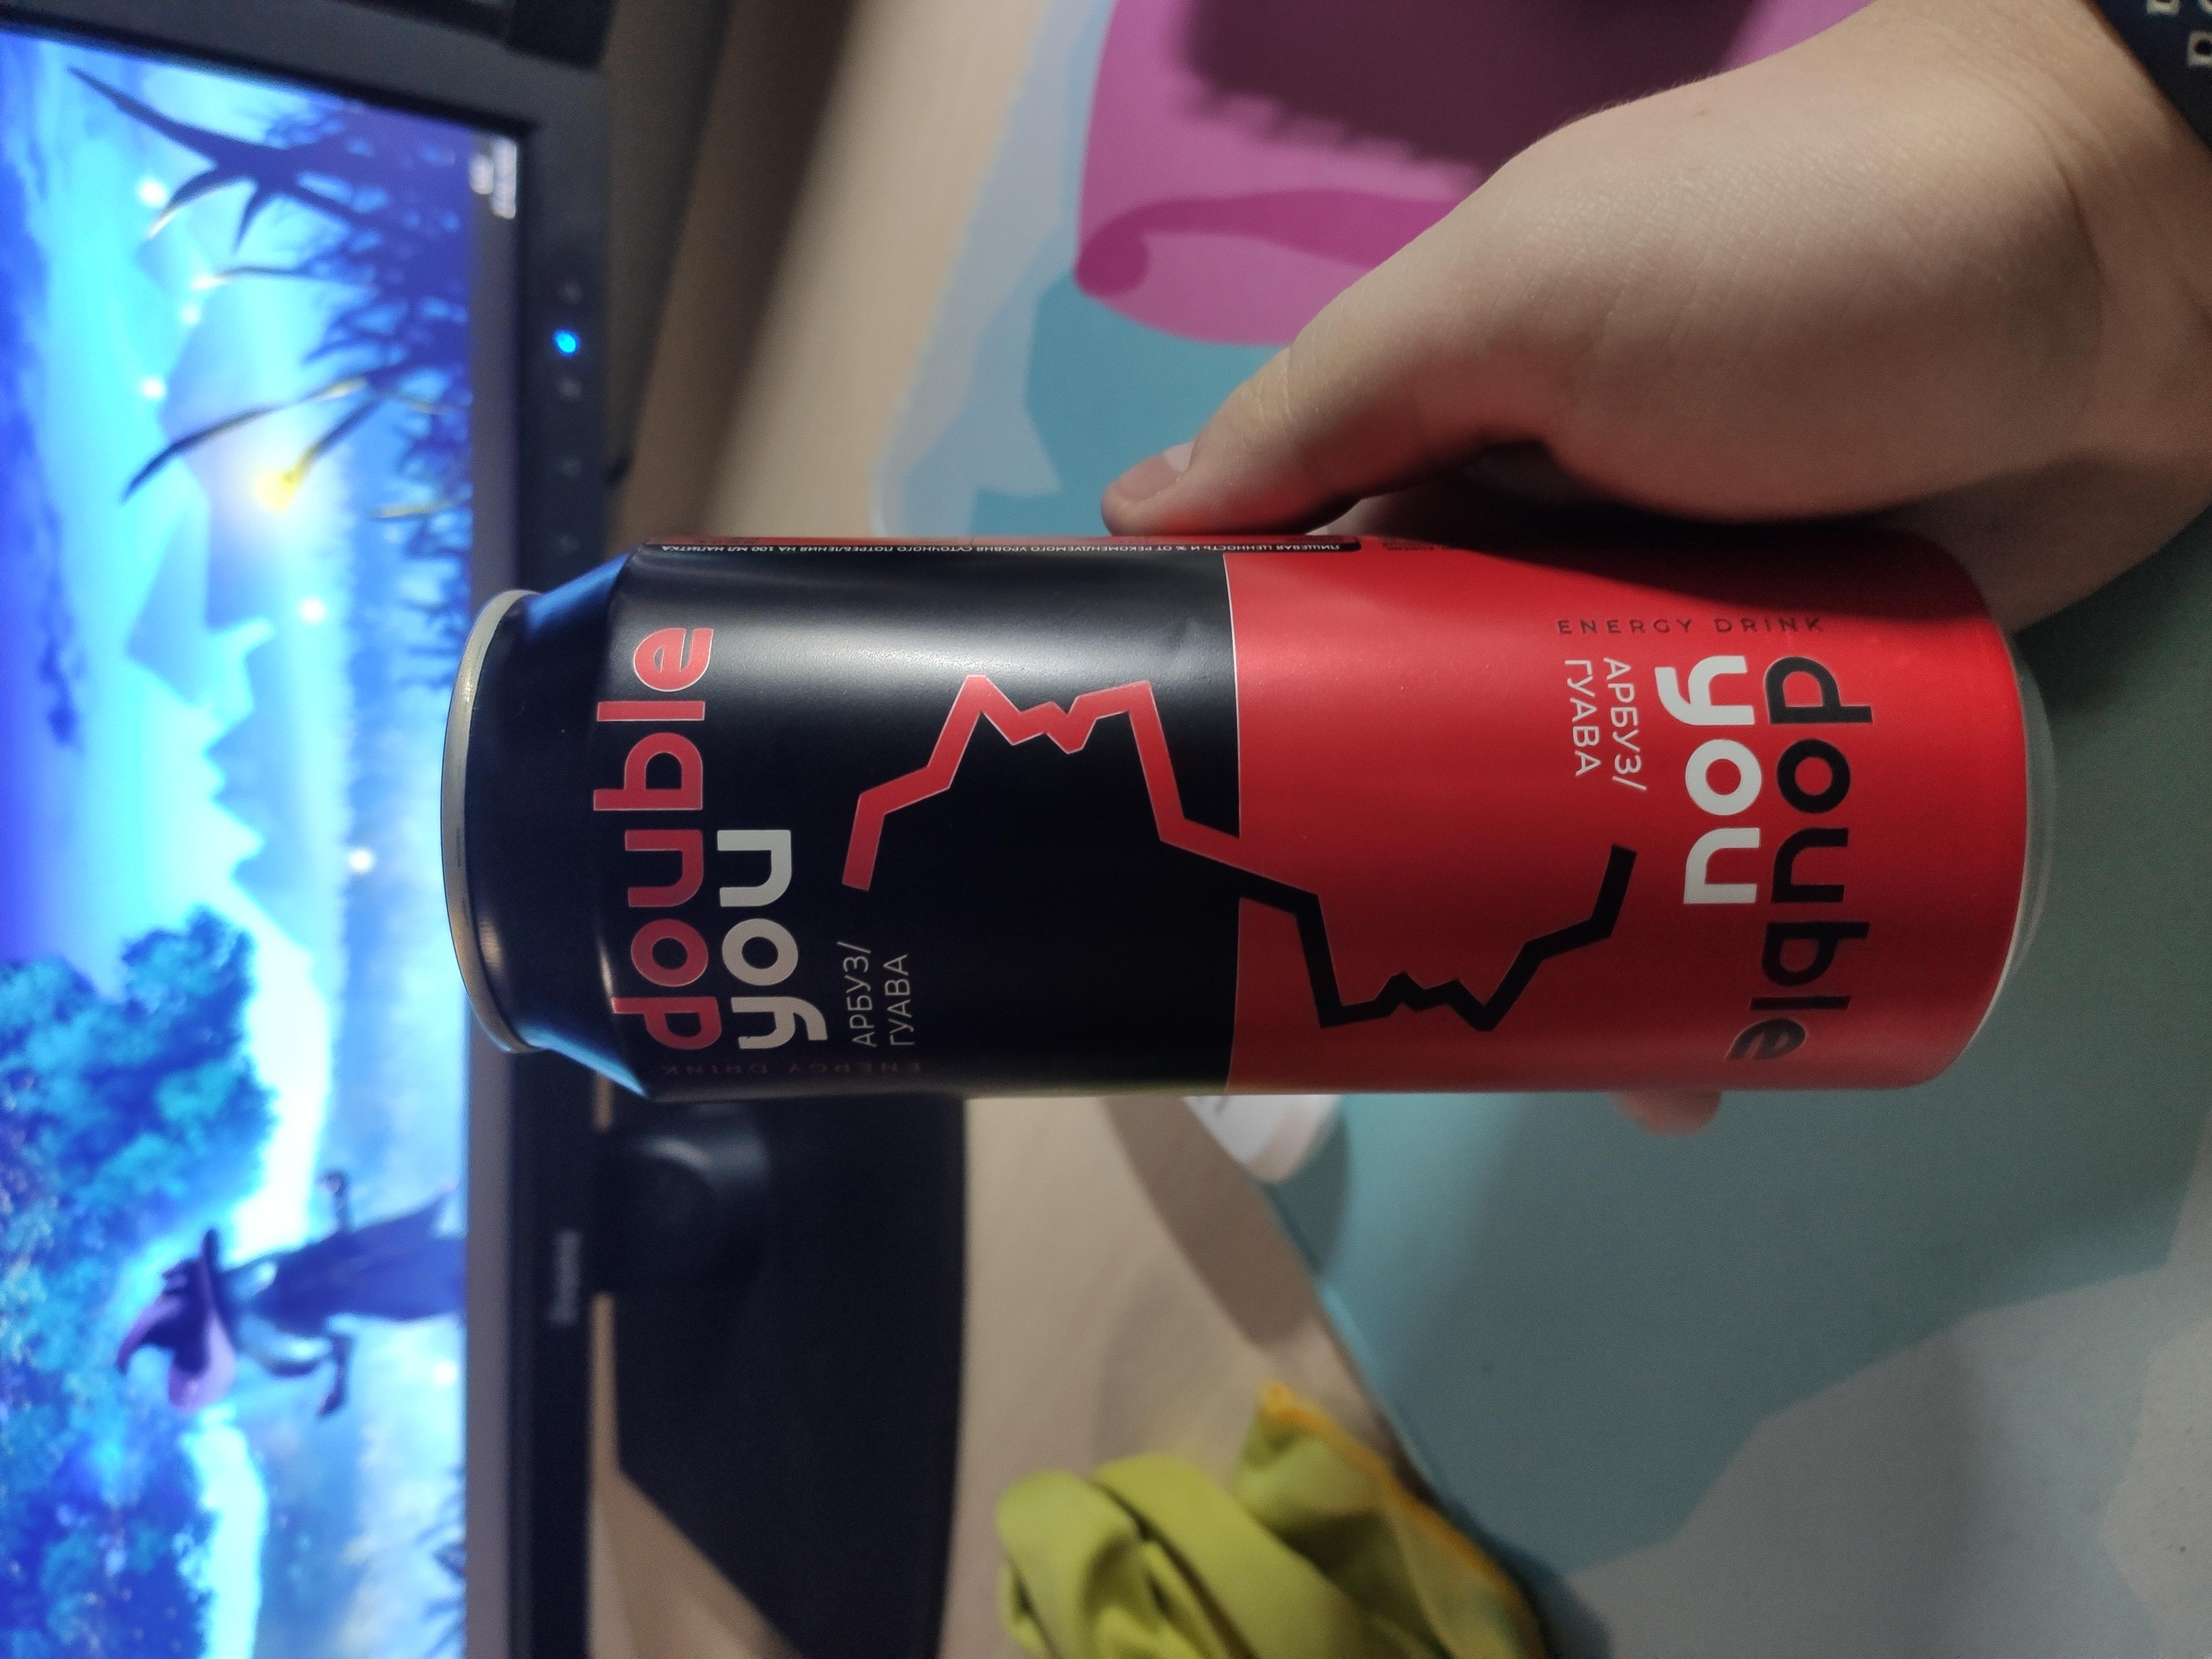 double
you
АРБУЗ/
ГУАВА
ENERGY DRINK
double
you
АРБУЗ/
ГУАВА
ENERGY DRINK
ПИЩЕВАЯ ЦЕННОСТЬ И % ОТ РЕКОМЕНДУЕМОГО УРОВНЯ СУТОЧНОГО ПОТРЕБЛЕНИЯ НА 100 МЛ НАПИТКА